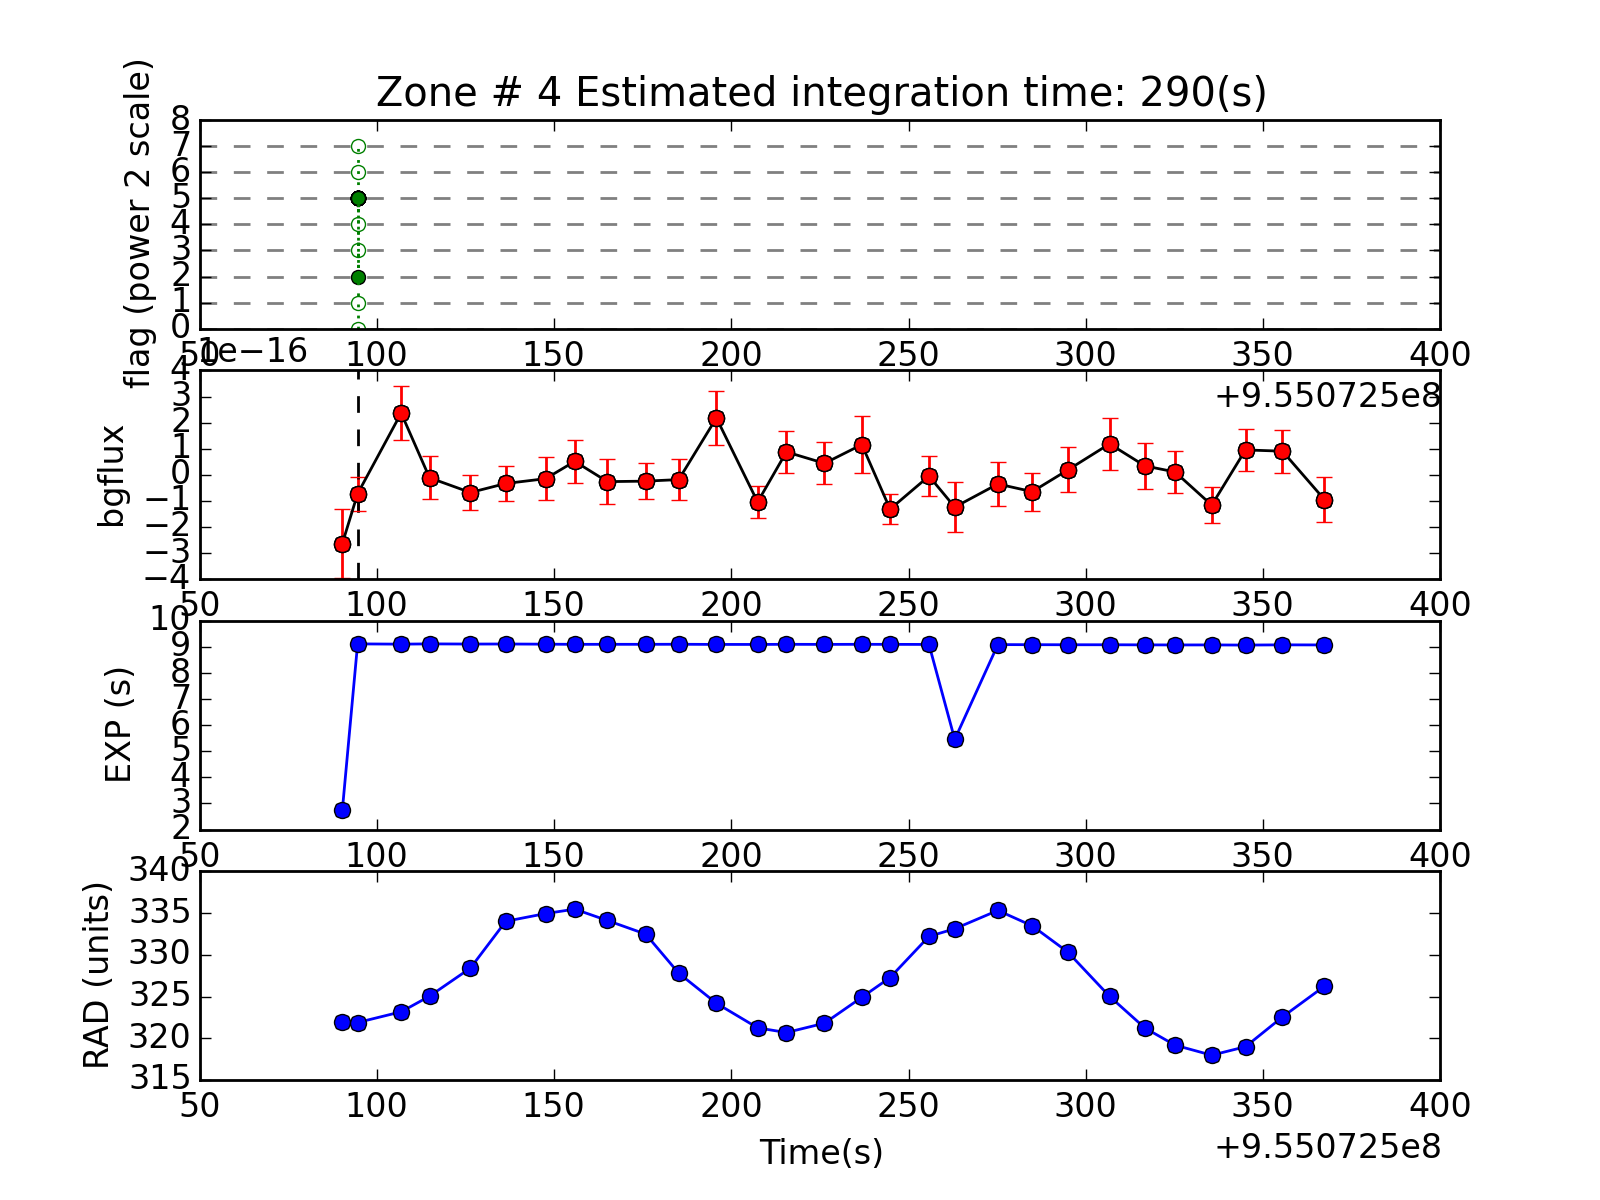 Zone # 4 Estimated integration time: 290(s)
flag (power 2 scale)
8
7
6
5
4
3
2
1
0
50 100 150 200 250 300 350 400
1e−16
+9.550725e8
bgflux
4
3
2
1
0
−1
−2
−3
−4
50 100 150 200 250 300 350 400
EXP (s)
10
9
8
7
6
5
4
3
2
50 100 150 200 250 300 350 400
RAD (units)
340
335
330
325
320
315
50 100 150 200 250 300 350 400
Time(s)
+9.550725e8